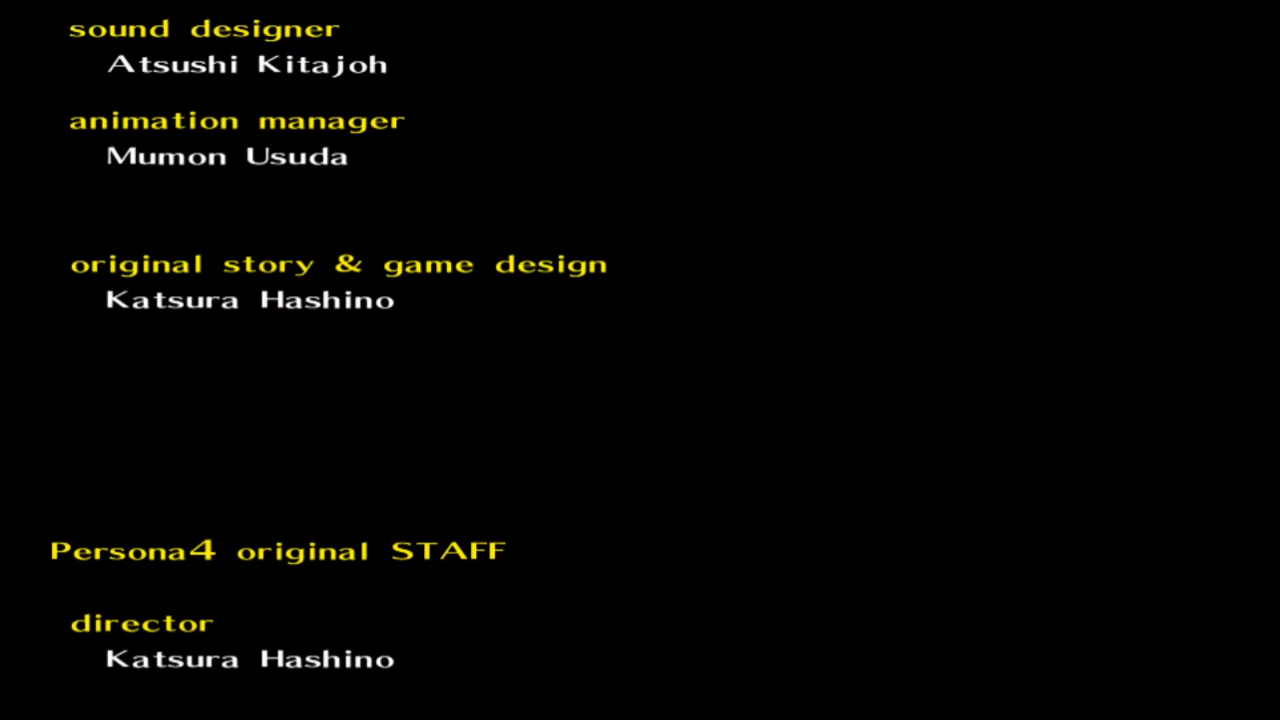 sound designer
Atsushi Kitajoh
animation manager
Mumon Usuda
original story & game design
Katsura Hashino
Persona4 original STAFF
director
Katsura Hashino